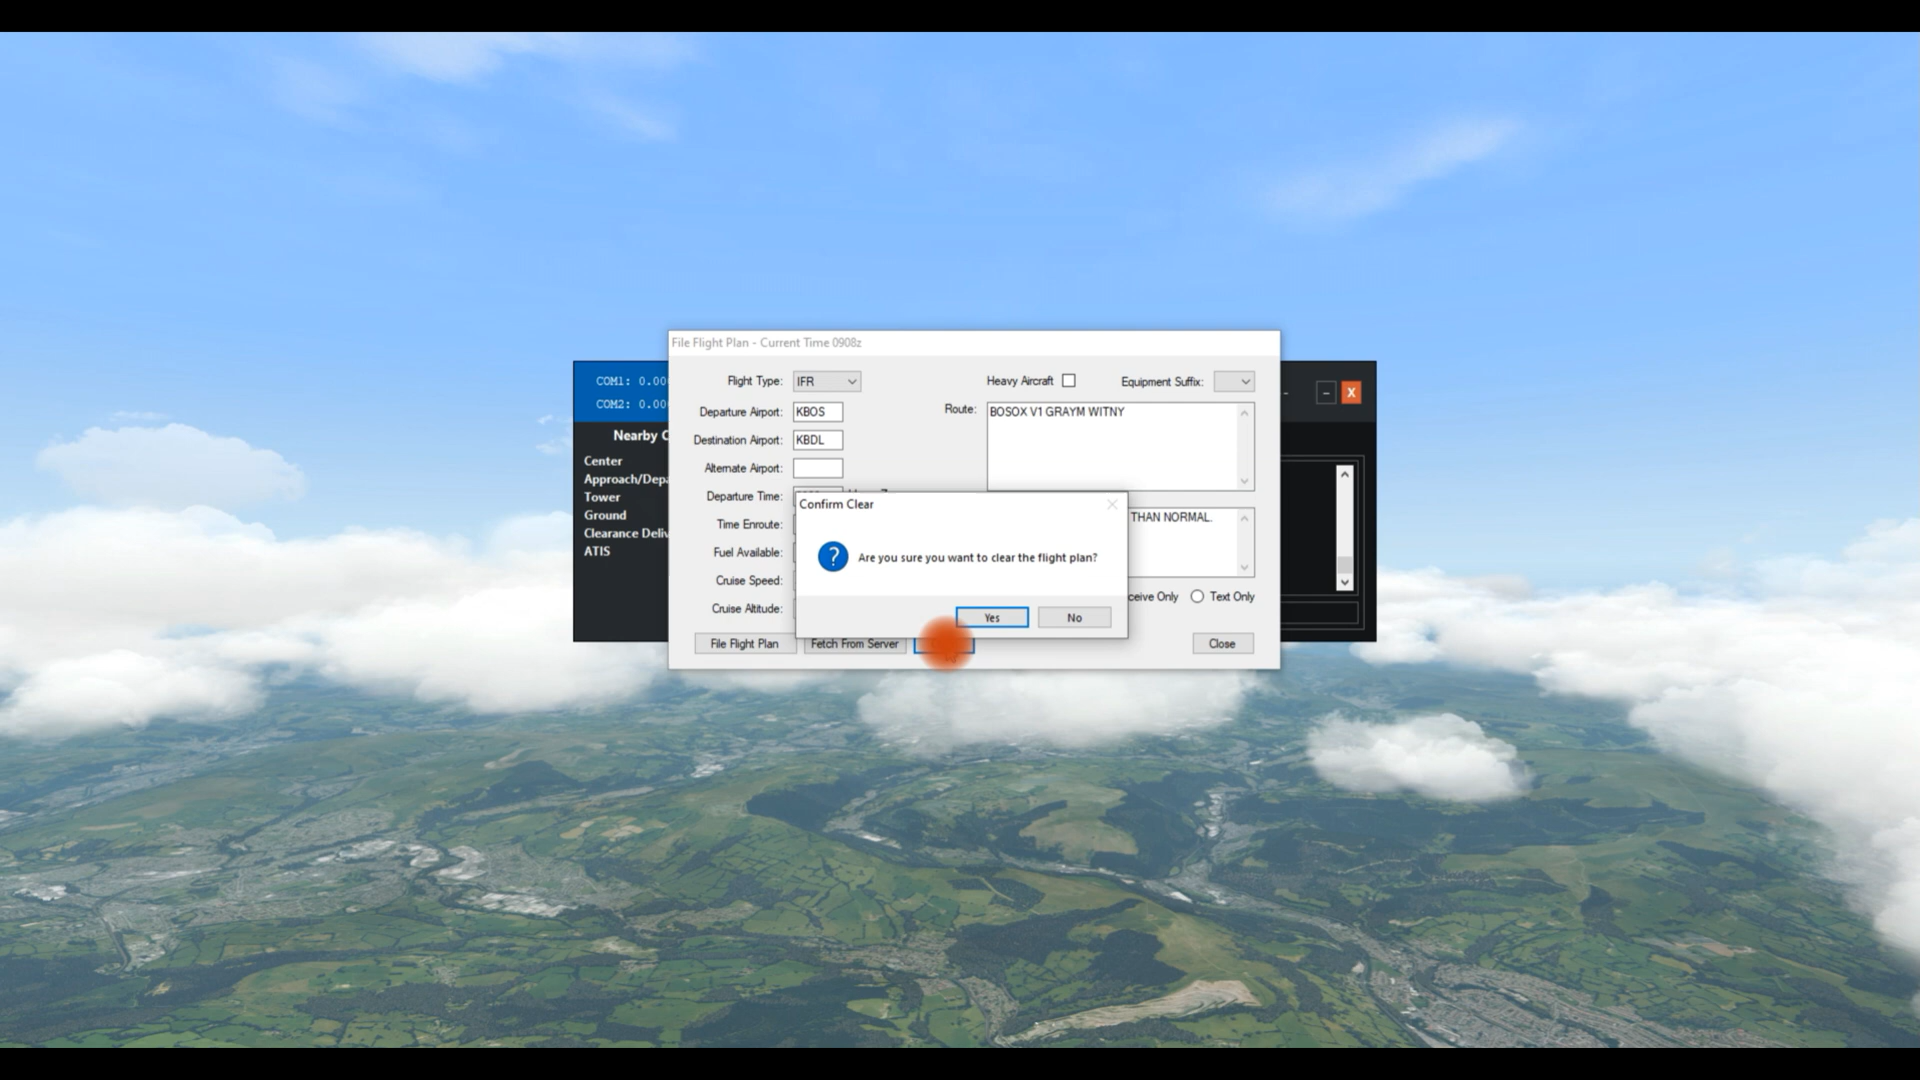 File Flight Plan - Current Time 0908z
COM1: 0.00
COM2: 0.00
Nearby C
Center
Approach/Depa
Tower
Ground
Clearance Deliv
ATIS
Flight Type: IFR
Heavy Aircraft
Equipment Suffix:
Departure Airport: KBOS
Route: BOSOX V1 GRAYM WITNY
Destination Airport: KBDL
Alternate Airport:
Departure Time:
Time Enroute:
Fuel Available:
Cruise Speed:
Cruise Altitude:
THAN NORMAL.
ceive Only Text Only
Confirm Clear
Are you sure you want to clear the flight plan?
Yes No
File Flight Plan Fetch From Server Close
X